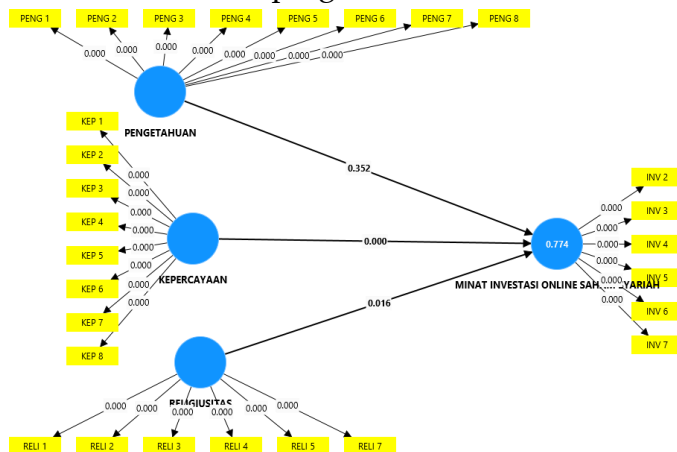 PENG 1 PENG 2 PENG 3 PENG 4 PENG 5 PENG 6 PENG 7 PENG 8
0.000 0.000 0.000 0.000 0.000 0.000 0.000 0.000
PENGETAHUAN
0.352
KEP 1
KEP 2
KEP 3
KEP 4
KEP 5
KEP 6
KEP 7
KEP 8
0.000
0.000
0.000
0.000
0.000
0.000
0.000
0.000
KEPERCAYAAN
0.000
0.016
0.774
MINAT INVESTASI ONLINE SAHAM SYARIAH
0.000
0.000
0.000
0.000
0.000
0.000
INV 2
INV 3
INV 4
INV 5
INV 6
INV 7
RELIGIUSITAS
0.000 0.000 0.000 0.000 0.000 0.000
RELI 1 RELI 2 RELI 3 RELI 4 RELI 5 RELI 7